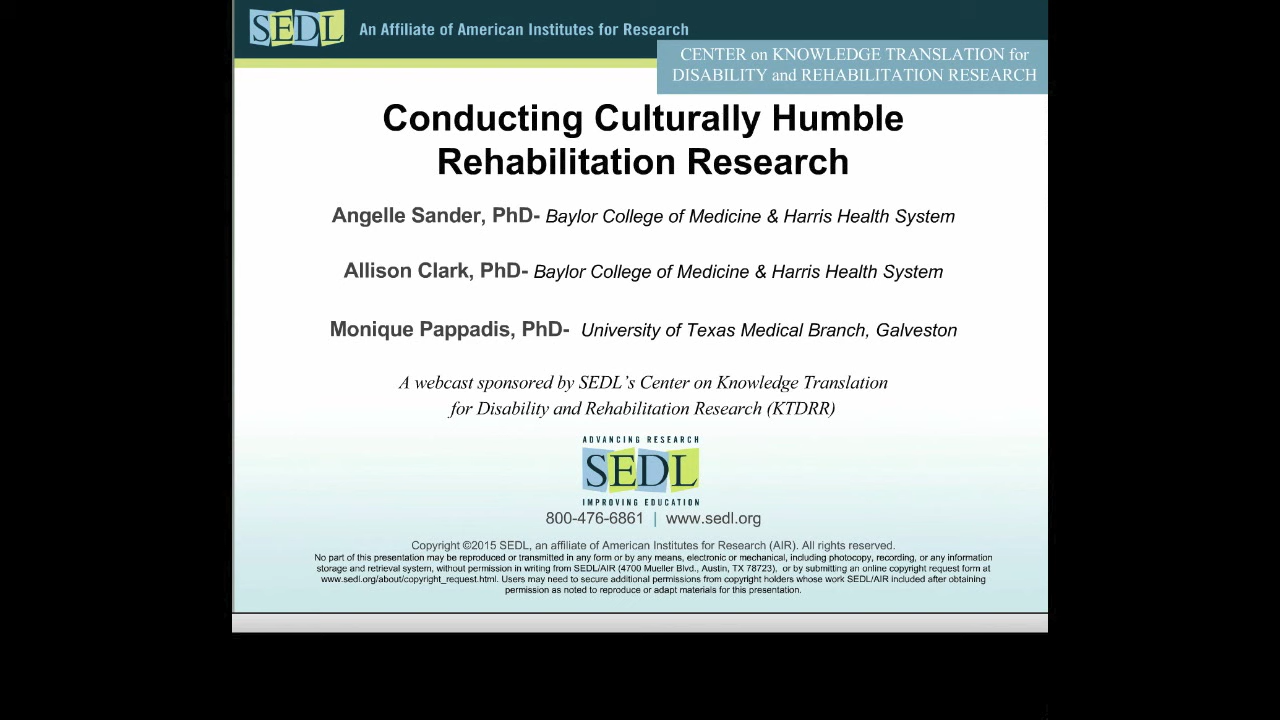 SEDL An Affiliate of American Institutes for Research
CENTER on KNOWLEDGE TRANSLATION for
DISABILITY and REHABILITATION RESEARCH
Conducting Culturally Humble
Rehabilitation Research
Angelle Sander, PhD- Baylor College of Medicine & Harris Health System
Allison Clark, PhD- Baylor College of Medicine & Harris Health System
Monique Pappadis, PhD- University of Texas Medical Branch, Galveston
A webcast sponsored by SEDL's Center on Knowledge Translation
for Disability and Rehabilitation Research (KTDRR)
ADVANCING RESEARCH
SEDL
IMPROVING EDUCATION
800-476-6861 | www.sedl.org
Copyright ©2015 SEDL, an affiliate of American Institutes for Research (AIR). All rights reserved.
No part of this presentation may be reproduced or transmitted in any form or by any means, electronic or mechanical, including photocopy, recording, or any information
storage and retrieval system, without permission in writing from SEDL/AIR (4700 Mueller Blvd., Austin, TX 78723), or by submitting an online copyright request form at
www.sedl.org/about/copyright_request.html. Users may need to secure additional permissions from copyright holders whose work SEDL/AIR included after obtaining
permission as noted to reproduce or adapt materials for this presentation.